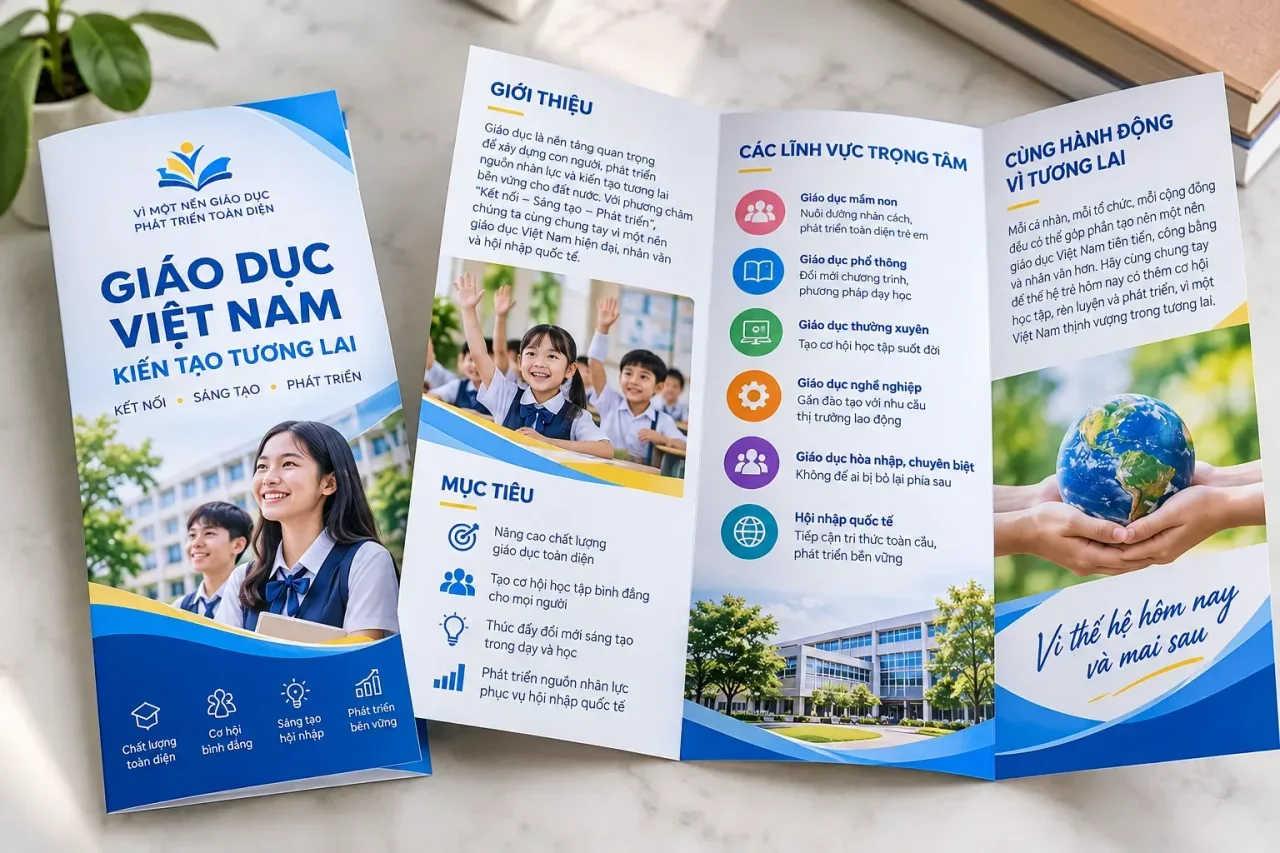 VÌ MỘT NỀN GIÁO DỤC
PHÁT TRIỂN TOÀN DIỆN
GIÁO DỤC
VIỆT NAM
KIẾN TẠO TƯƠNG LAI
KẾT NỐI • SÁNG TẠO • PHÁT TRIỂN
Chất lượng
toàn diện
Cơ hội
bình đẳng
Sáng tạo
hội nhập
Phát triển
bền vững
GIỚI THIỆU
Giáo dục là nền tảng quan trọng
để xây dựng con người, phát triển
nguồn nhân lực và kiến tạo tương lai
bền vững cho đất nước. Với phương châm
"Kết nối – Sáng tạo – Phát triển",
chúng ta cùng chung tay vì một nền
giáo dục Việt Nam hiện đại, nhân văn
và hội nhập quốc tế.
MỤC TIÊU
Nâng cao chất lượng
giáo dục toàn diện
Tạo cơ hội học tập bình đẳng
cho mọi người
Thúc đẩy đổi mới sáng tạo
trong dạy và học
Phát triển nguồn nhân lực
phục vụ hội nhập quốc tế
CÁC LĨNH VỰC TRỌNG TÂM
Giáo dục mầm non
Nuôi dưỡng nhân cách,
phát triển toàn diện trẻ em
Giáo dục phổ thông
Đổi mới chương trình,
phương pháp dạy học
Giáo dục thường xuyên
Tạo cơ hội học tập suốt đời
Giáo dục nghề nghiệp
Gắn đào tạo với nhu cầu
thị trường lao động
Giáo dục hòa nhập, chuyên biệt
Không để ai bị bỏ lại phía sau
Hội nhập quốc tế
Tiếp cận tri thức toàn cầu,
phát triển bền vững
CÙNG HÀNH ĐỘNG
VÌ TƯƠNG LAI
Mỗi cá nhân, mỗi tổ chức, mỗi cộng đồng
đều có thể góp phần tạo nên một nền
giáo dục Việt Nam tiên tiến, công bằng
và nhân văn hơn. Hãy cùng chung tay
để thế hệ trẻ hôm nay có thêm cơ hội
học tập, rèn luyện và phát triển, vì một
Việt Nam thịnh vượng trong tương lai.
Vì thế hệ hôm nay
và mai sau